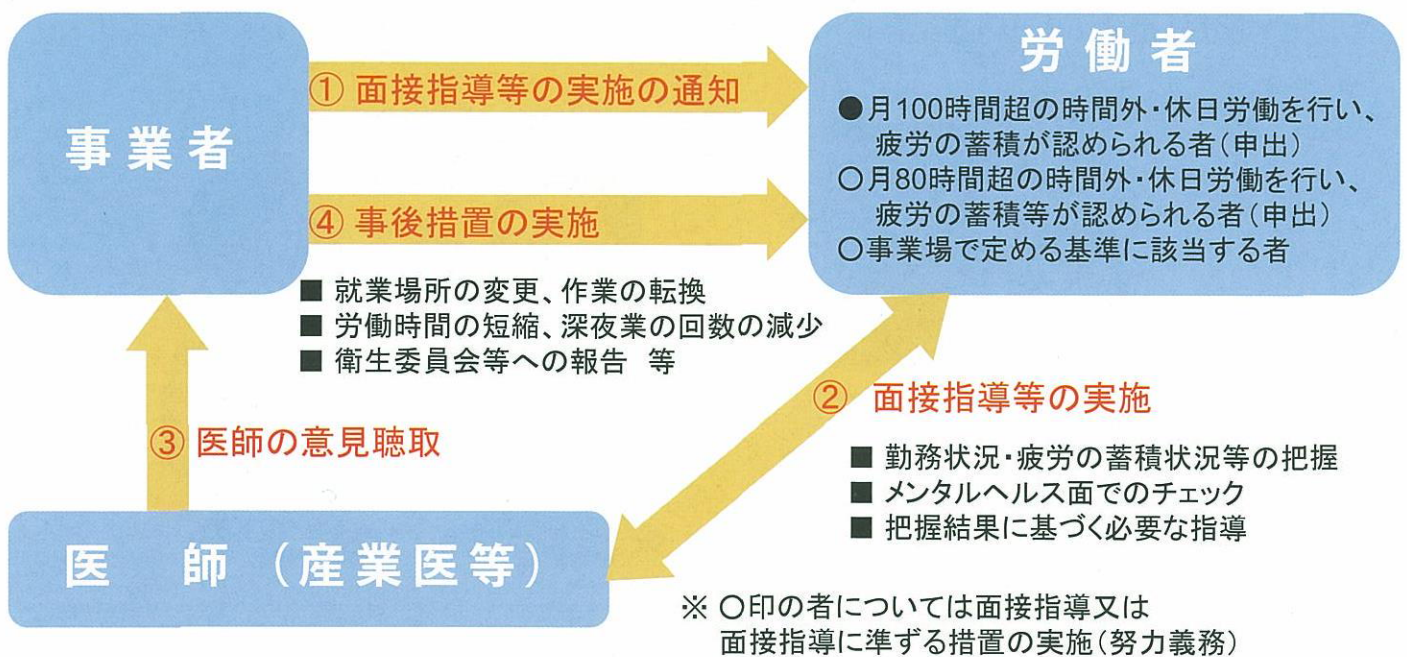 事業者
① 面接指導等の実施の通知
④ 事後措置の実施
■ 就業場所の変更、作業の転換
■ 労働時間の短縮、深夜業の回数の減少
■ 衛生委員会等への報告 等
労働者
●月100時間超の時間外・休日労働を行い、
疲労の蓄積が認められる者(申出)
○月80時間超の時間外・休日労働を行い、
疲労の蓄積等が認められる者(申出)
○事業場で定める基準に該当する者
② 面接指導等の実施
■ 勤務状況・疲労の蓄積状況等の把握
■ メンタルヘルス面でのチェック
■ 把握結果に基づく必要な指導
③ 医師の意見聴取
医 師 (産業医等)
※ ○印の者については面接指導又は
面接指導に準ずる措置の実施(努力義務)